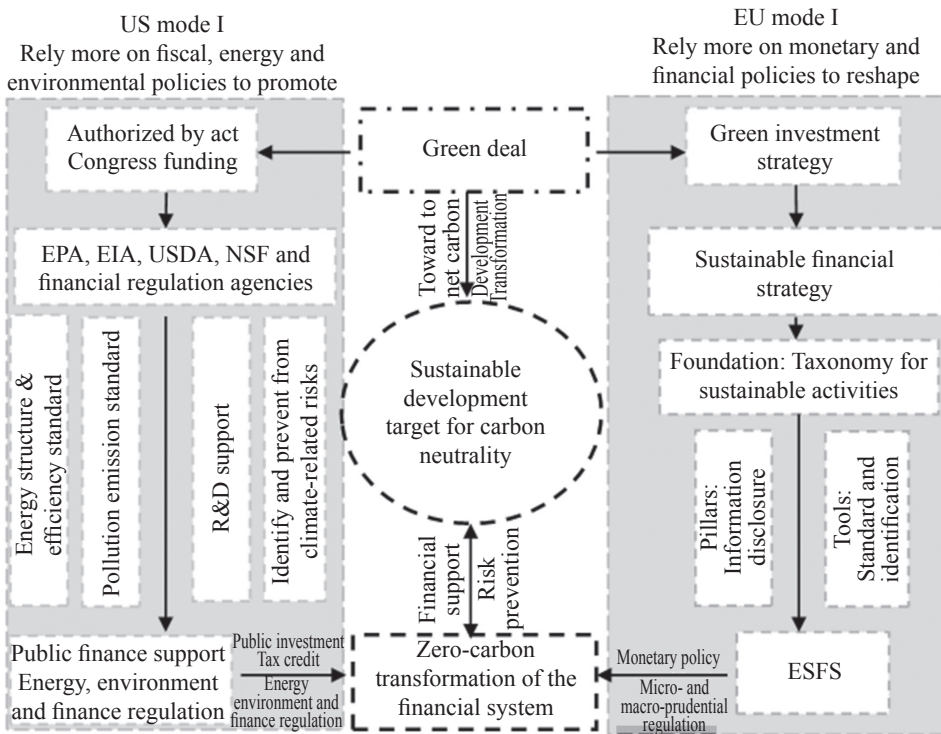 US mode I
Rely more on fiscal, energy and
environmental policies to promote
EU mode I
Rely more on monetary and
financial policies to reshape
Authorized by act
Congress funding
Green deal
Green investment
strategy
EPA, EIA, USDA, NSF and
financial regulation agencies
Toward to
net carbon
Development
Transformation
Sustainable financial
strategy
Energy structure &
efficiency standard
Pollution emission standard
R&D support
Identify and prevent from
climate-related risks
Sustainable
development
target for carbon
neutrality
Foundation: Taxonomy for
sustainable activities
Pillars:
Information
disclosure
Tools:
Standard and
identification
Financial
support
Risk
prevention
Public finance support
Energy, environment
and finance regulation
Public investment
Tax credit
Energy
environment and
finance regulation
Zero-carbon
transformation of the
financial system
Monetary policy
Micro- and
macro-prudential
regulation
ESFS